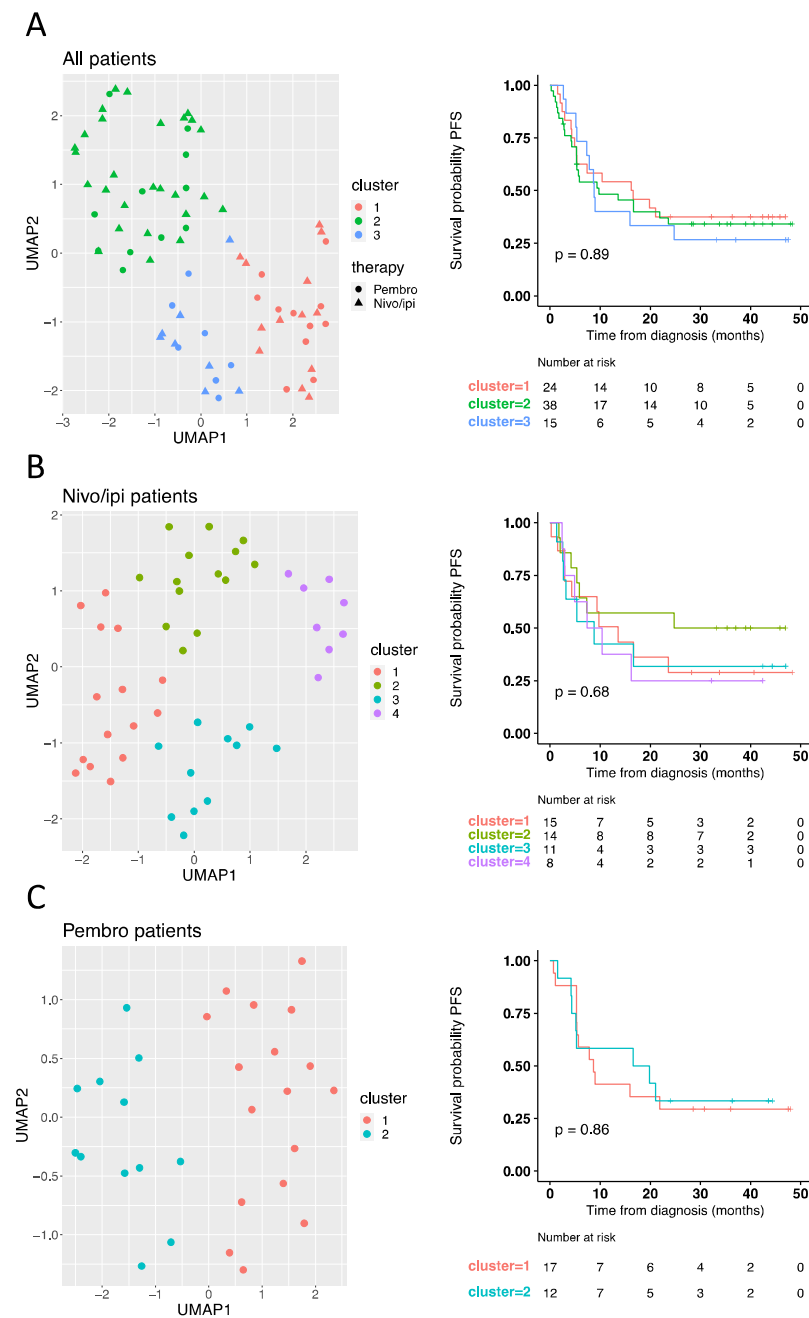 A
All patients
UMAP2
2
1
0
−1
−2
−3 −2 −1 0 1 2
UMAP1
cluster
1
2
3
therapy
Pembro
Nivo/ipi
Survival probability PFS
1.00
0.75
0.50
0.25
0.00
p = 0.89
0 10 20 30 40 50
Time from diagnosis (months)
Number at risk
cluster=1 24 14 10 8 5 0
cluster=2 38 17 14 10 5 0
cluster=3 15 6 5 4 2 0
B
Nivo/ipi patients
UMAP2
2
1
0
−1
−2
−2 −1 0 1 2
UMAP1
cluster
1
2
3
4
Survival probability PFS
1.00
0.75
0.50
0.25
0.00
p = 0.68
0 10 20 30 40 50
Time from diagnosis (months)
Number at risk
cluster=1 15 7 5 3 2 0
cluster=2 14 8 8 7 2 0
cluster=3 11 4 3 3 3 0
cluster=4 8 4 2 2 1 0
C
Pembro patients
UMAP2
1.0
0.5
0.0
−0.5
−1.0
−2 −1 0 1 2
UMAP1
cluster
1
2
Survival probability PFS
1.00
0.75
0.50
0.25
0.00
p = 0.86
0 10 20 30 40 50
Time from diagnosis (months)
Number at risk
cluster=1 17 7 6 4 2 0
cluster=2 12 7 5 3 2 0